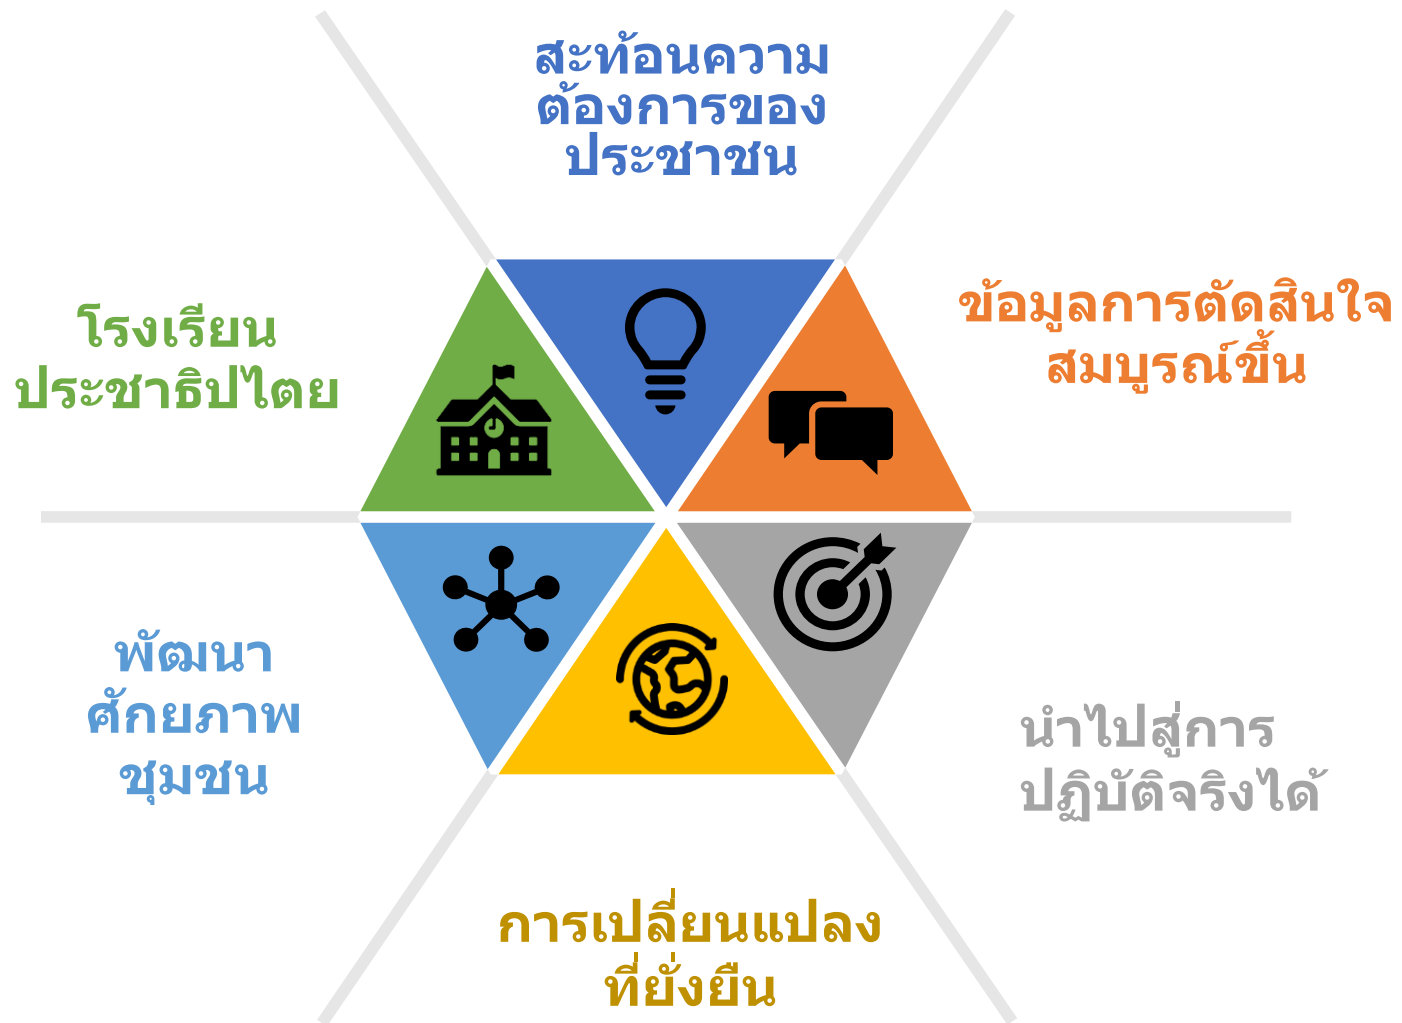 สะท้อนความ
ต้องการของ
ประชาชน
โรงเรียน
ประชาธิปไตย
ข้อมูลการตัดสินใจ
สมบูรณ์ขึ้น
พัฒนา
ศักยภาพ
ชุมชน
นำไปสู่การ
ปฏิบัติจริงได้
การเปลี่ยนแปลง
ที่ยั่งยืน